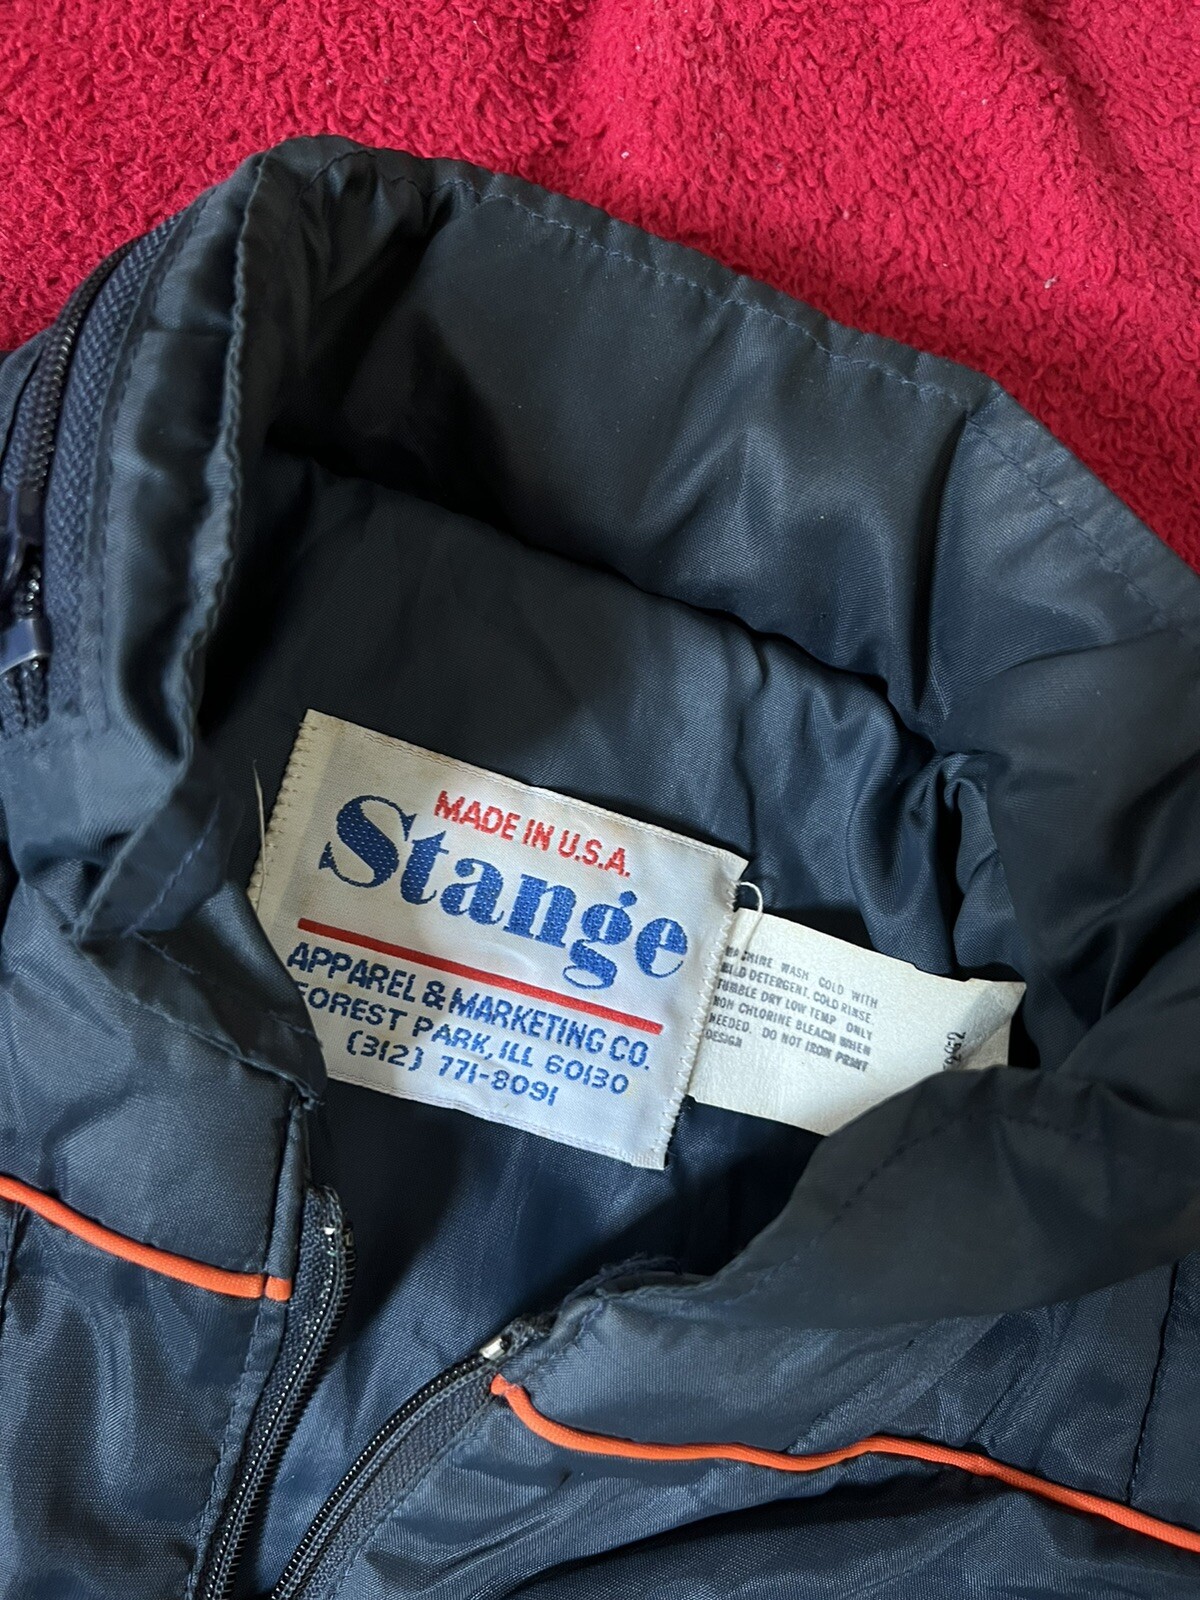 MADE IN U.S.A.
Stange
APPAREL & MARKETING CO.
FOREST PARK, ILL 60130
(312) 771-8091
MACHINE WASH COLD WITH
MILD DETERGENT. COLD RINSE.
TUMBLE DRY LOW TEMP ONLY
NON CHLORINE BLEACH WHEN
NEEDED. DO NOT IRON PRINT
DESIGN